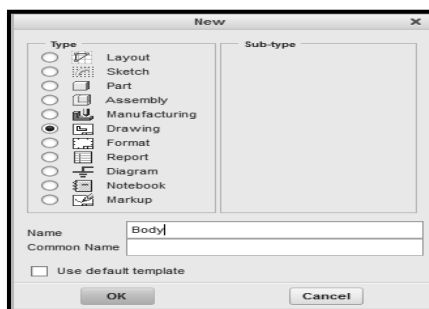 New
Type
Sub-type
Layout
Sketch
Part
Assembly
Manufacturing
Drawing
Format
Report
Diagram
Notebook
Markup
Name Body
Common Name
Use default template
OK Cancel